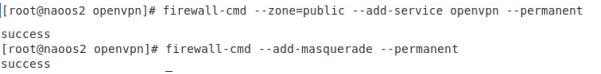 [root@naoos2 openvpn]# firewall-cmd --zone=public --add-service openvpn --permanent
success
[root@naoos2 openvpn]# firewall-cmd --add-masquerade --permanent
success